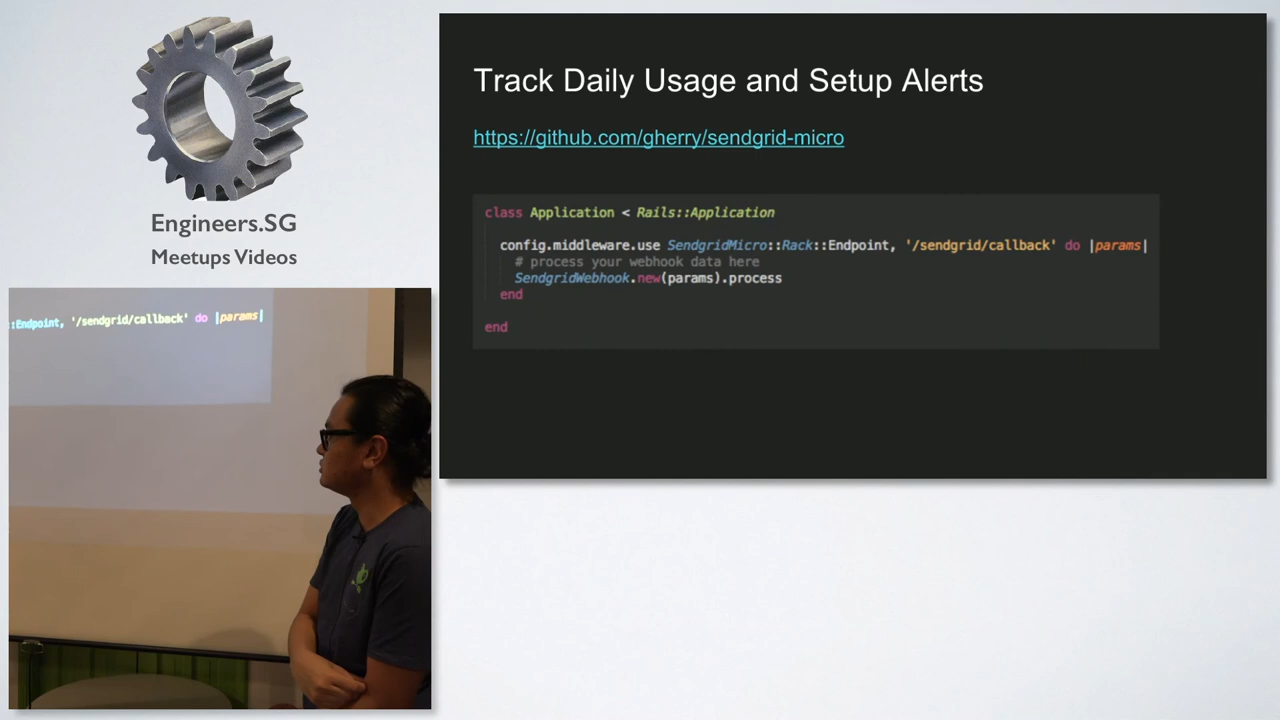 Engineers.SG
Meetups Videos
Track Daily Usage and Setup Alerts
https://github.com/gherry/sendgrid-micro
class Application < Rails::Application
config.middleware.use SendgridMicro::Rack::Endpoint, '/sendgrid/callback' do |params|
# process your webhook data here
SendgridWebhook.new(params).process
end
end
::Endpoint, '/sendgrid/callback' do |params|